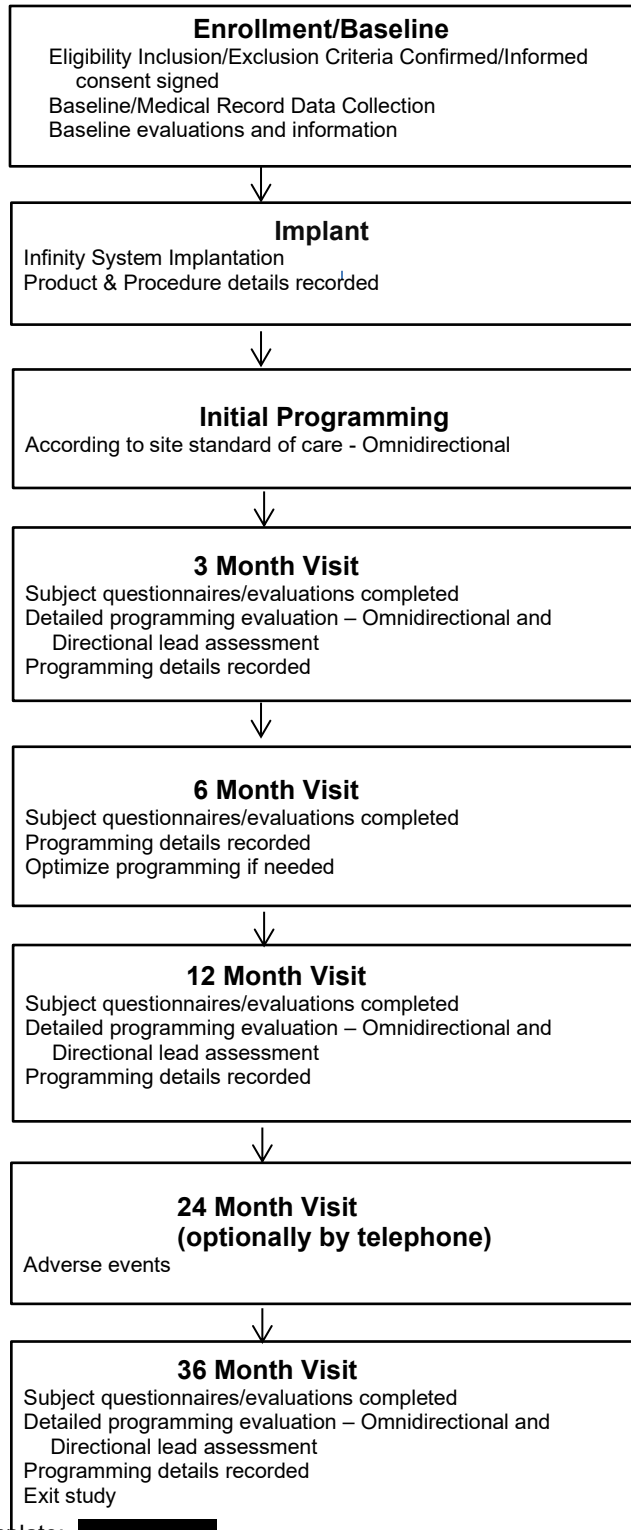 Enrollment/Baseline
Eligibility Inclusion/Exclusion Criteria Confirmed/Informed
consent signed
Baseline/Medical Record Data Collection
Baseline evaluations and information
Implant
Infinity System Implantation
Product & Procedure details recorded
Initial Programming
According to site standard of care - Omnidirectional
3 Month Visit
Subject questionnaires/evaluations completed
Detailed programming evaluation – Omnidirectional and
Directional lead assessment
Programming details recorded
6 Month Visit
Subject questionnaires/evaluations completed
Programming details recorded
Optimize programming if needed
12 Month Visit
Subject questionnaires/evaluations completed
Detailed programming evaluation – Omnidirectional and
Directional lead assessment
Programming details recorded
24 Month Visit
(optionally by telephone)
Adverse events
36 Month Visit
Subject questionnaires/evaluations completed
Detailed programming evaluation – Omnidirectional and
Directional lead assessment
Programming details recorded
Exit study